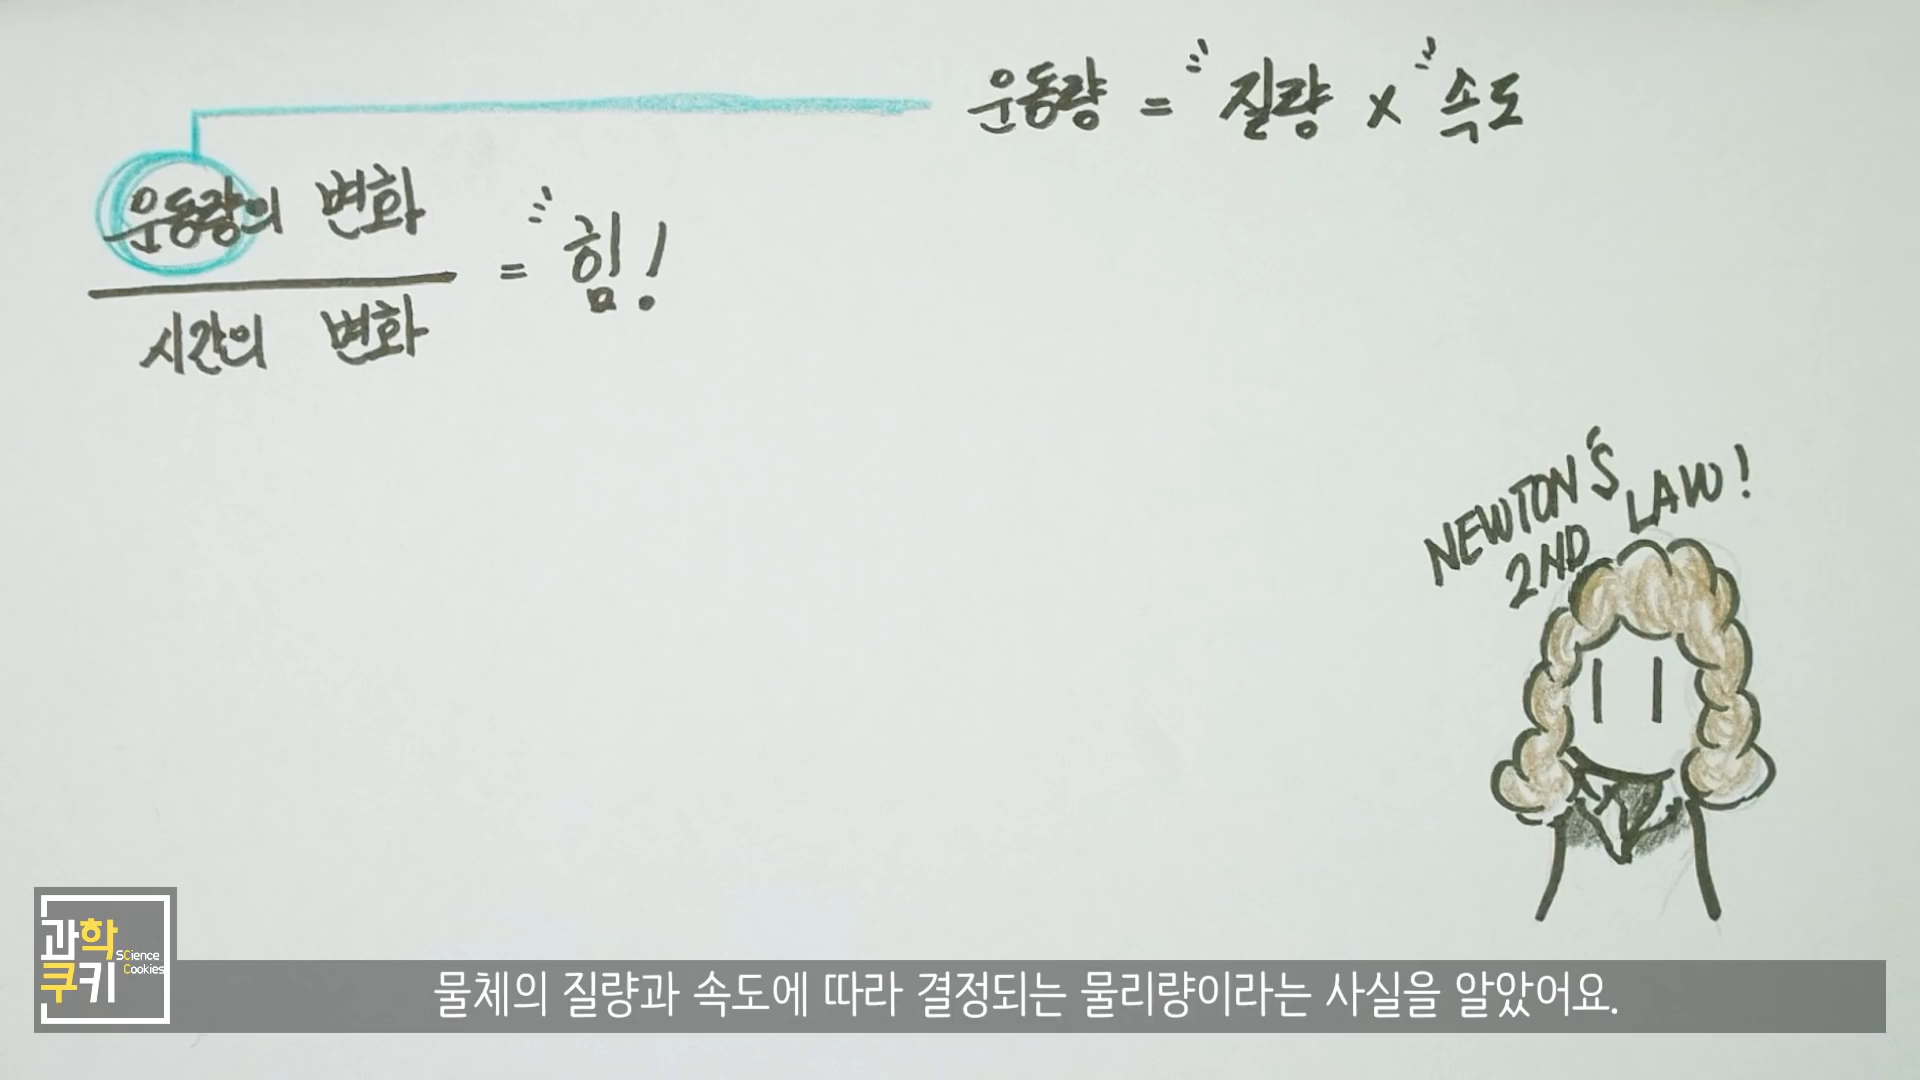 운동량 = 질량 x 속도
운동량의 변화
시간의 변화
= 힘!
NEWTON'S
2ND LAW!
과학
쿠키
Science
Cookies
물체의 질량과 속도에 따라 결정되는 물리량이라는 사실을 알았어요.